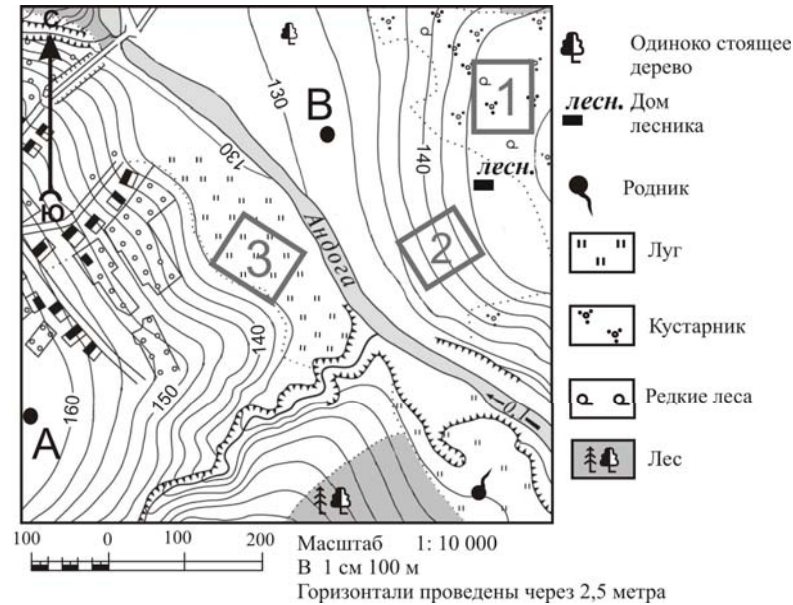 С
Ю
130
130
140
140
150
160
А
В
1
2
3
лесн.
Андога
0,1
Одиноко стоящее
дерево
лесн. Дом
лесника
Родник
Луг
Кустарник
Редкие леса
Лес
100 0 100 200
Масштаб 1: 10 000
В 1 см 100 м
Горизонтали проведены через 2,5 метра